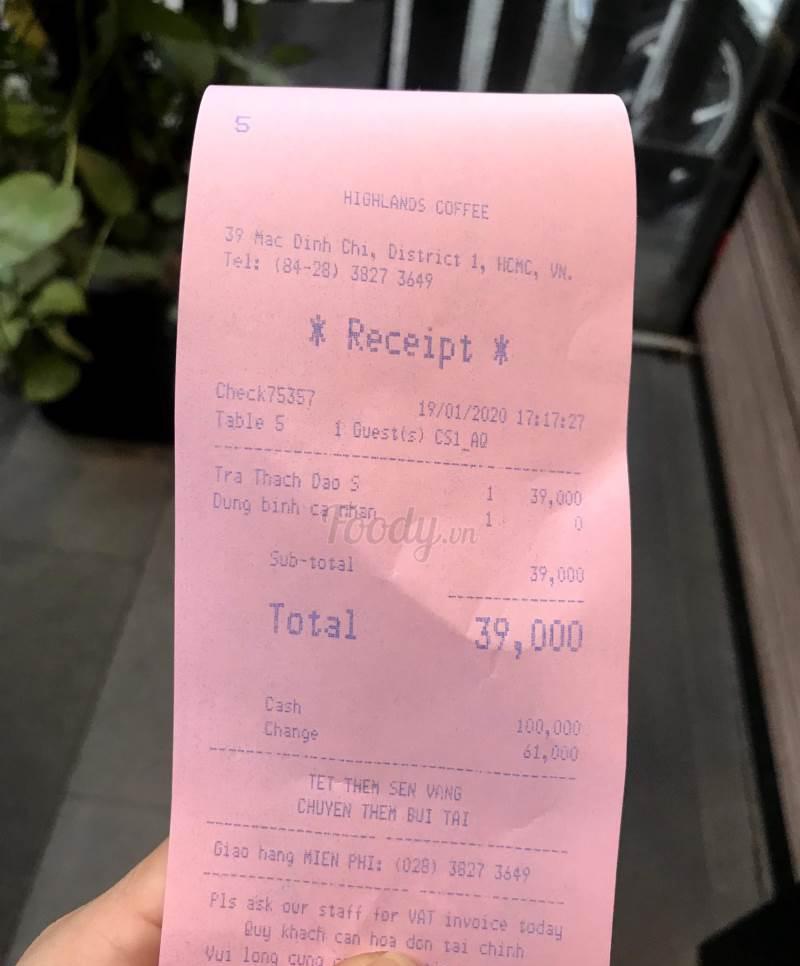 5
HIGHLANDS COFFEE
39 Mac Dinh Chi, District 1, HCMC, VN.
Tel: (84-28) 3827 3649
* Receipt *
Check75357 19/01/2020 17:17:27
Table 5 1 Guest(s) CS1_AQ
Tra Thach Dao S 1 39,000
Dung binh ca nhan 1 0
Foody.vn
Sub-total 39,000
Total 39,000
Cash 100,000
Change 61,000
TET THEM SEN VANG
CHUYEN THEM BUI TAI
Giao hang MIEN PHI: (028) 3827 3649
Pls ask our staff for VAT invoice today
Quy khach can hoa don tai chinh
Vui long cung